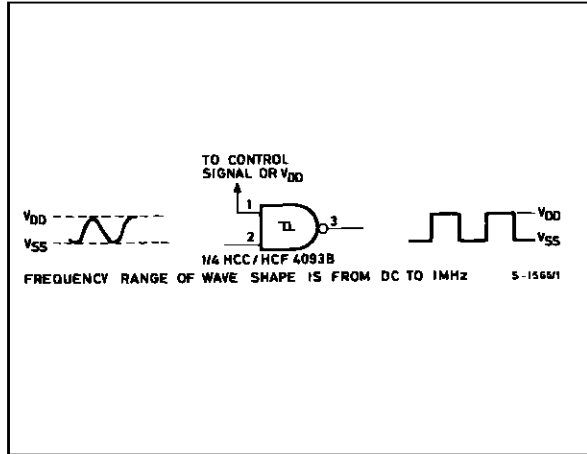 TO CONTROL
SIGNAL OR VDD
VDD
VSS
1
2
3
VDD
VSS
1/4 HCC/HCF 4093B
FREQUENCY RANGE OF WAVE SHAPE IS FROM DC TO 1MHz
S-1566/1